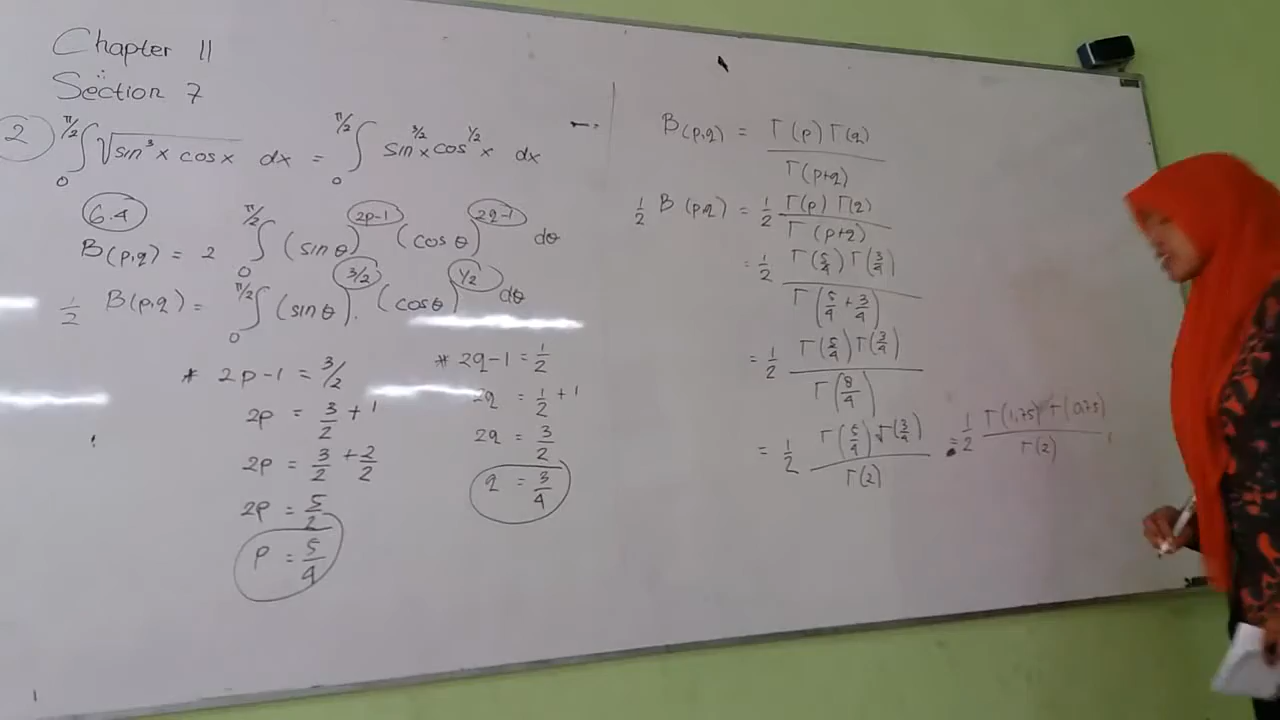 Chapter 11
Section 7
2 ∫₀^{π/2} √(sin³ x cos x) dx = ∫₀^{π/2} sin^{3/2} x cos^{1/2} x dx
6.4
B(p,q) = 2 ∫₀^{π/2} (sin θ)^{2p-1} (cos θ)^{2q-1} dθ
1/2 B(p,q) = ∫₀^{π/2} (sin θ)^{3/2} . (cos θ)^{1/2} dθ
* 2p-1 = 3/2
2p = 3/2 + 1
2p = 3/2 + 2/2
2p = 5/2
p = 5/4
* 2q-1 = 1/2
2q = 1/2 + 1
2q = 3/2
q = 3/4
B(p,q) = Γ(p) Γ(q) / Γ(p+q)
1/2 B(p,q) = 1/2 Γ(p) Γ(q) / Γ(p+q)
= 1/2 Γ(5/4) Γ(3/4) / Γ(5/4 + 3/4)
= 1/2 Γ(5/4) Γ(3/4) / Γ(8/4)
= 1/2 Γ(5/4) Γ(3/4) / Γ(2) = 1/2 Γ(1,75) Γ(0,75) / Γ(2)